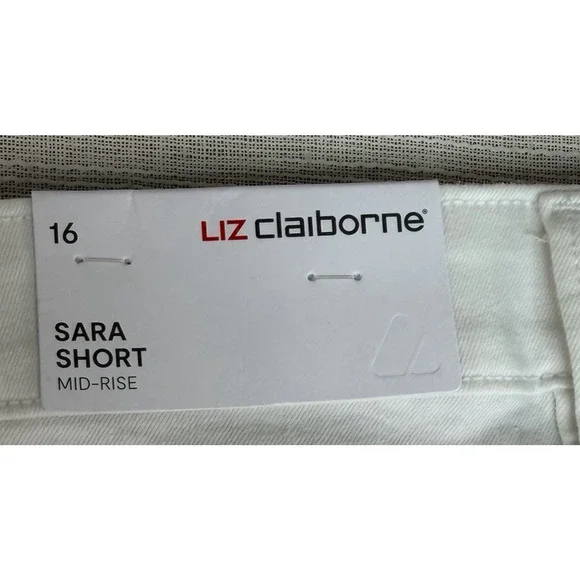 16
LIZ claiborne®
SARA
SHORT
MID-RISE